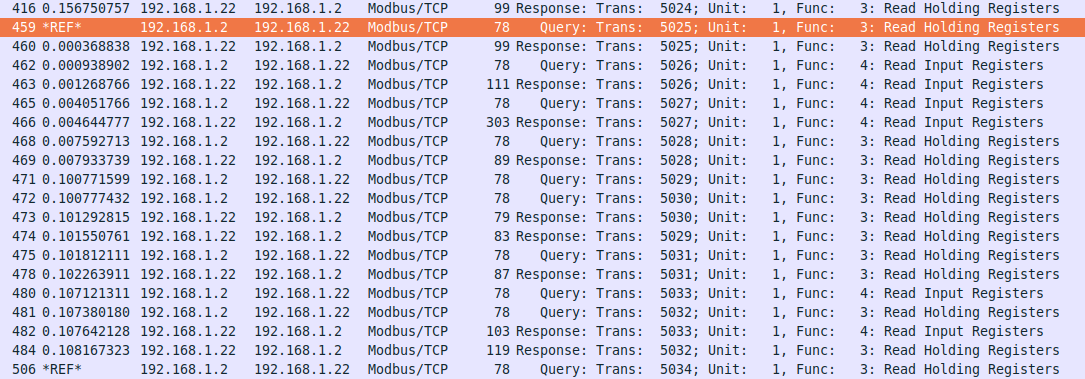 416 0.156750757 192.168.1.22 192.168.1.2 Modbus/TCP 99 Response: Trans: 5024; Unit: 1, Func: 3: Read Holding Registers
459 *REF* 192.168.1.2 192.168.1.22 Modbus/TCP 78 Query: Trans: 5025; Unit: 1, Func: 3: Read Holding Registers
460 0.000368838 192.168.1.22 192.168.1.2 Modbus/TCP 99 Response: Trans: 5025; Unit: 1, Func: 3: Read Holding Registers
462 0.000938902 192.168.1.2 192.168.1.22 Modbus/TCP 78 Query: Trans: 5026; Unit: 1, Func: 4: Read Input Registers
463 0.001268766 192.168.1.22 192.168.1.2 Modbus/TCP 111 Response: Trans: 5026; Unit: 1, Func: 4: Read Input Registers
465 0.004051766 192.168.1.2 192.168.1.22 Modbus/TCP 78 Query: Trans: 5027; Unit: 1, Func: 4: Read Input Registers
466 0.004644777 192.168.1.22 192.168.1.2 Modbus/TCP 303 Response: Trans: 5027; Unit: 1, Func: 4: Read Input Registers
468 0.007592713 192.168.1.2 192.168.1.22 Modbus/TCP 78 Query: Trans: 5028; Unit: 1, Func: 3: Read Holding Registers
469 0.007933739 192.168.1.22 192.168.1.2 Modbus/TCP 89 Response: Trans: 5028; Unit: 1, Func: 3: Read Holding Registers
471 0.100771599 192.168.1.2 192.168.1.22 Modbus/TCP 78 Query: Trans: 5029; Unit: 1, Func: 3: Read Holding Registers
472 0.100777432 192.168.1.2 192.168.1.22 Modbus/TCP 78 Query: Trans: 5030; Unit: 1, Func: 3: Read Holding Registers
473 0.101292815 192.168.1.22 192.168.1.2 Modbus/TCP 79 Response: Trans: 5030; Unit: 1, Func: 3: Read Holding Registers
474 0.101550761 192.168.1.22 192.168.1.2 Modbus/TCP 83 Response: Trans: 5029; Unit: 1, Func: 3: Read Holding Registers
475 0.101812111 192.168.1.2 192.168.1.22 Modbus/TCP 78 Query: Trans: 5031; Unit: 1, Func: 3: Read Holding Registers
478 0.102263911 192.168.1.22 192.168.1.2 Modbus/TCP 87 Response: Trans: 5031; Unit: 1, Func: 3: Read Holding Registers
480 0.107121311 192.168.1.2 192.168.1.22 Modbus/TCP 78 Query: Trans: 5033; Unit: 1, Func: 4: Read Input Registers
481 0.107380180 192.168.1.2 192.168.1.22 Modbus/TCP 78 Query: Trans: 5032; Unit: 1, Func: 3: Read Holding Registers
482 0.107642128 192.168.1.22 192.168.1.2 Modbus/TCP 103 Response: Trans: 5033; Unit: 1, Func: 4: Read Input Registers
484 0.108167323 192.168.1.22 192.168.1.2 Modbus/TCP 119 Response: Trans: 5032; Unit: 1, Func: 3: Read Holding Registers
506 *REF* 192.168.1.2 192.168.1.22 Modbus/TCP 78 Query: Trans: 5034; Unit: 1, Func: 3: Read Holding Registers